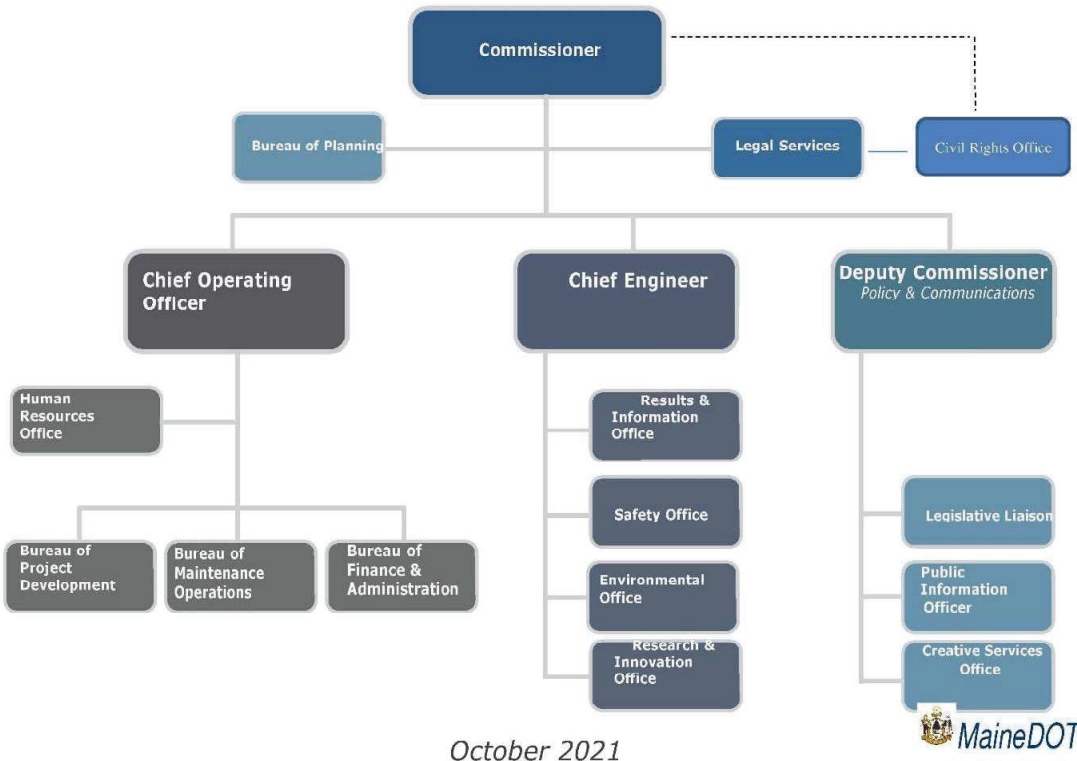 Commissioner
Bureau of Planning
Legal Services
Civil Rights Office
Chief Operating
Officer
Chief Engineer
Deputy Commissioner
Policy & Communications
Human
Resources
Office
Bureau of
Project
Development
Bureau of
Maintenance
Operations
Bureau of
Finance &
Administration
Results &
Information
Office
Safety Office
Environmental
Office
Research &
Innovation
Office
Legislative Liaison
Public
Information
Officer
Creative Services
Office
MaineDOT
October 2021